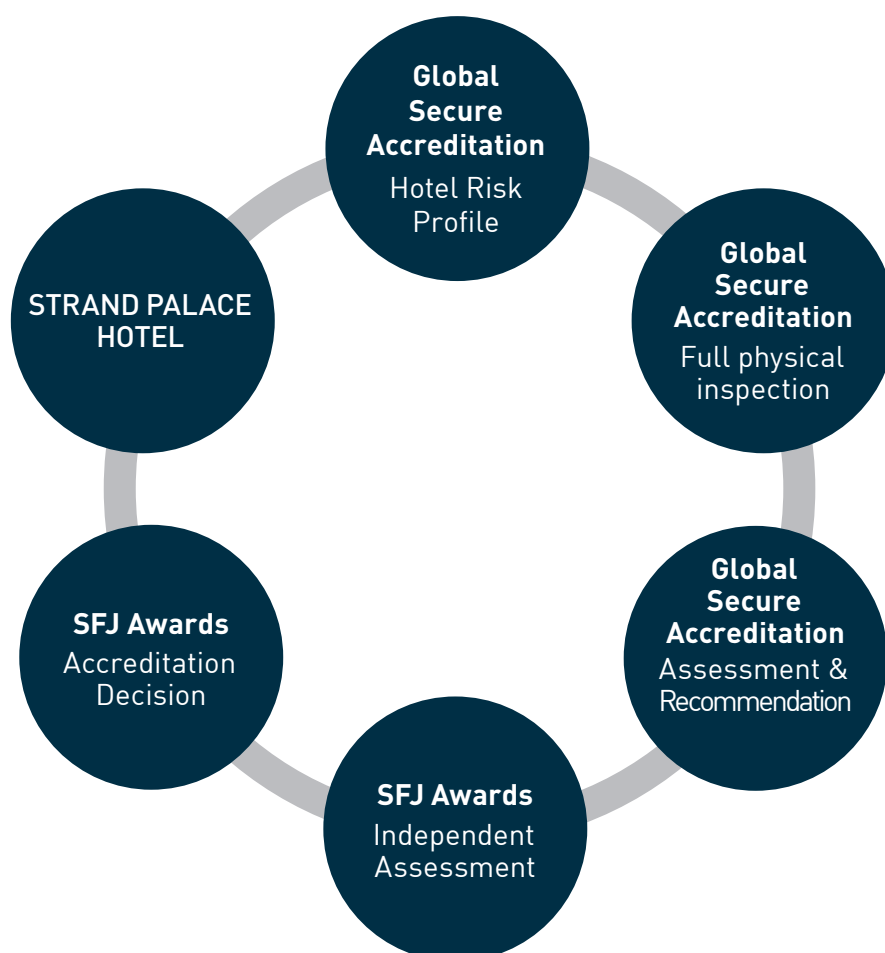 Global
Secure
Accreditation
Hotel Risk
Profile
Global
Secure
Accreditation
Full physical
inspection
Global
Secure
Accreditation
Assessment &
Recommendation
SFJ Awards
Independent
Assessment
SFJ Awards
Accreditation
Decision
STRAND PALACE
HOTEL